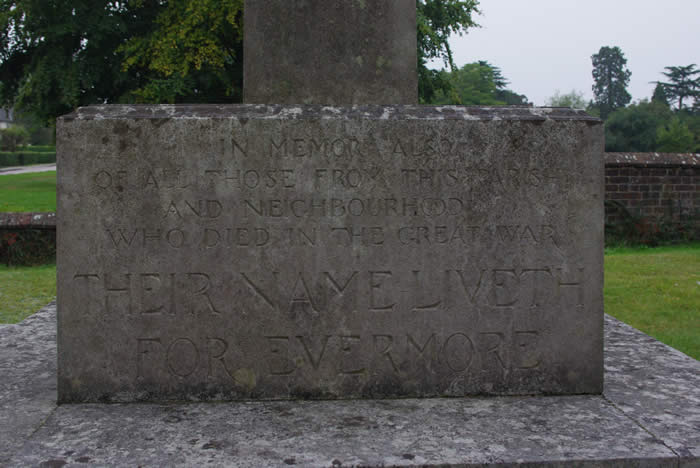 IN MEMORY ALSO
OF ALL THOSE FROM THIS PARISH
AND NEIGHBOURHOOD
WHO DIED IN THE GREAT WAR
THEIR NAME·LIVETH
FOR EVERMORE